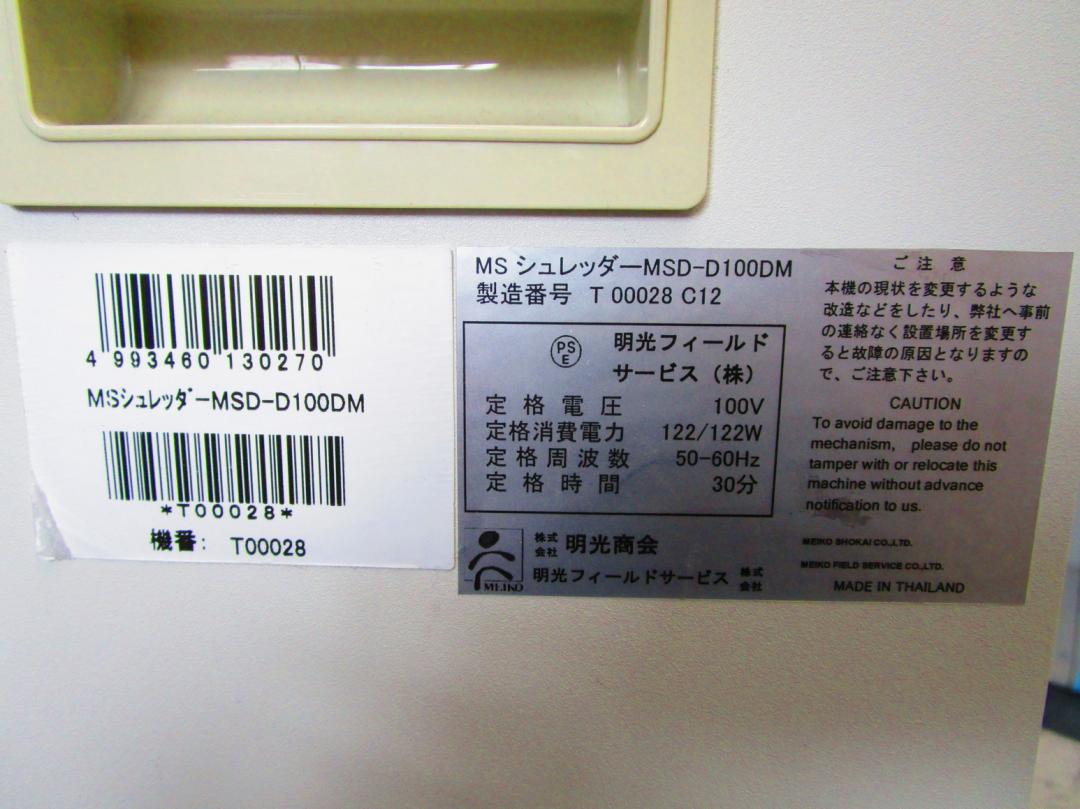 4 993460 130270
MSｼｭﾚｯﾀﾞｰMSD-D100DM
*T00028*
機番: T00028
MS シュレッダーMSD-D100DM
製造番号 T 00028 C12
PS
E
明光フィールド
サービス（株）
定格電圧 100V
定格消費電力 122/122W
定格周波数 50-60Hz
定格時間 30分
MEIKO
株式
会社 明光商会
明光フィールドサービス 株式
会社
ご注意
本機の現状を変更するような
改造などをしたり、弊社へ事前
の連絡なく設置場所を変更す
ると故障の原因となりますの
で、ご注意下さい。
CAUTION
To avoid damage to the
mechanism, please do not
tamper with or relocate this
machine without advance
notification to us.
MEIKO SHOKAI CO.,LTD.
MEIKO FIELD SERVICE CO.,LTD.
MADE IN THAILAND